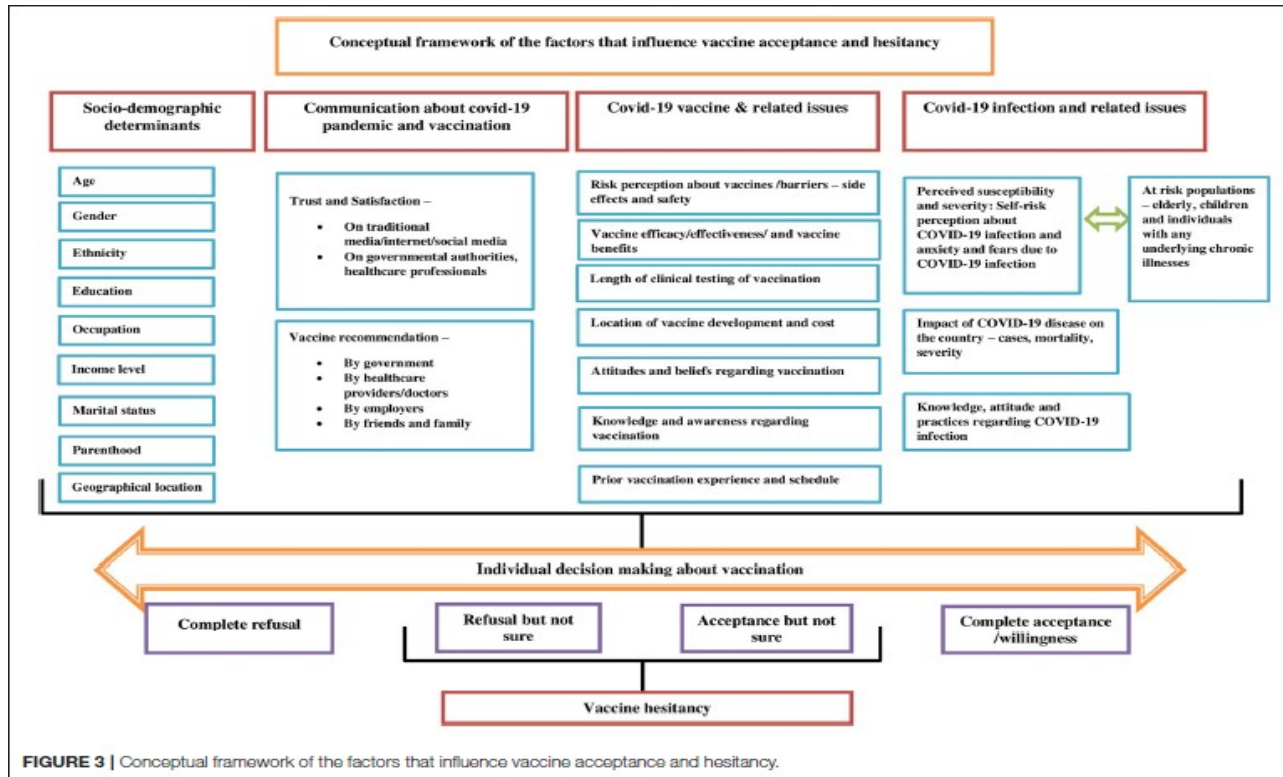 Conceptual framework of the factors that influence vaccine acceptance and hesitancy
Socio-demographic
determinants
Communication about covid-19
pandemic and vaccination
Covid-19 vaccine & related issues
Covid-19 infection and related issues
Age
Gender
Ethnicity
Education
Occupation
Income level
Marital status
Parenthood
Geographical location
Trust and Satisfaction –
• On traditional
media/internet/social media
• On governmental authorities,
healthcare professionals
Vaccine recommendation –
• By government
• By healthcare
providers/doctors
• By employers
• By friends and family
Risk perception about vaccines /barriers – side
effects and safety
Vaccine efficacy/effectiveness/ and vaccine
benefits
Length of clinical testing of vaccination
Location of vaccine development and cost
Attitudes and beliefs regarding vaccination
Knowledge and awareness regarding
vaccination
Prior vaccination experience and schedule
Perceived susceptibility
and severity: Self-risk
perception about
COVID-19 infection and
anxiety and fears due to
COVID-19 infection
At risk populations
– elderly, children
and individuals
with any
underlying chronic
illnesses
Impact of COVID-19 disease on
the country – cases, mortality,
severity
Knowledge, attitude and
practices regarding COVID-19
infection
Individual decision making about vaccination
Complete refusal
Refusal but not
sure
Acceptance but not
sure
Complete acceptance
/willingness
Vaccine hesitancy
FIGURE 3 | Conceptual framework of the factors that influence vaccine acceptance and hesitancy.